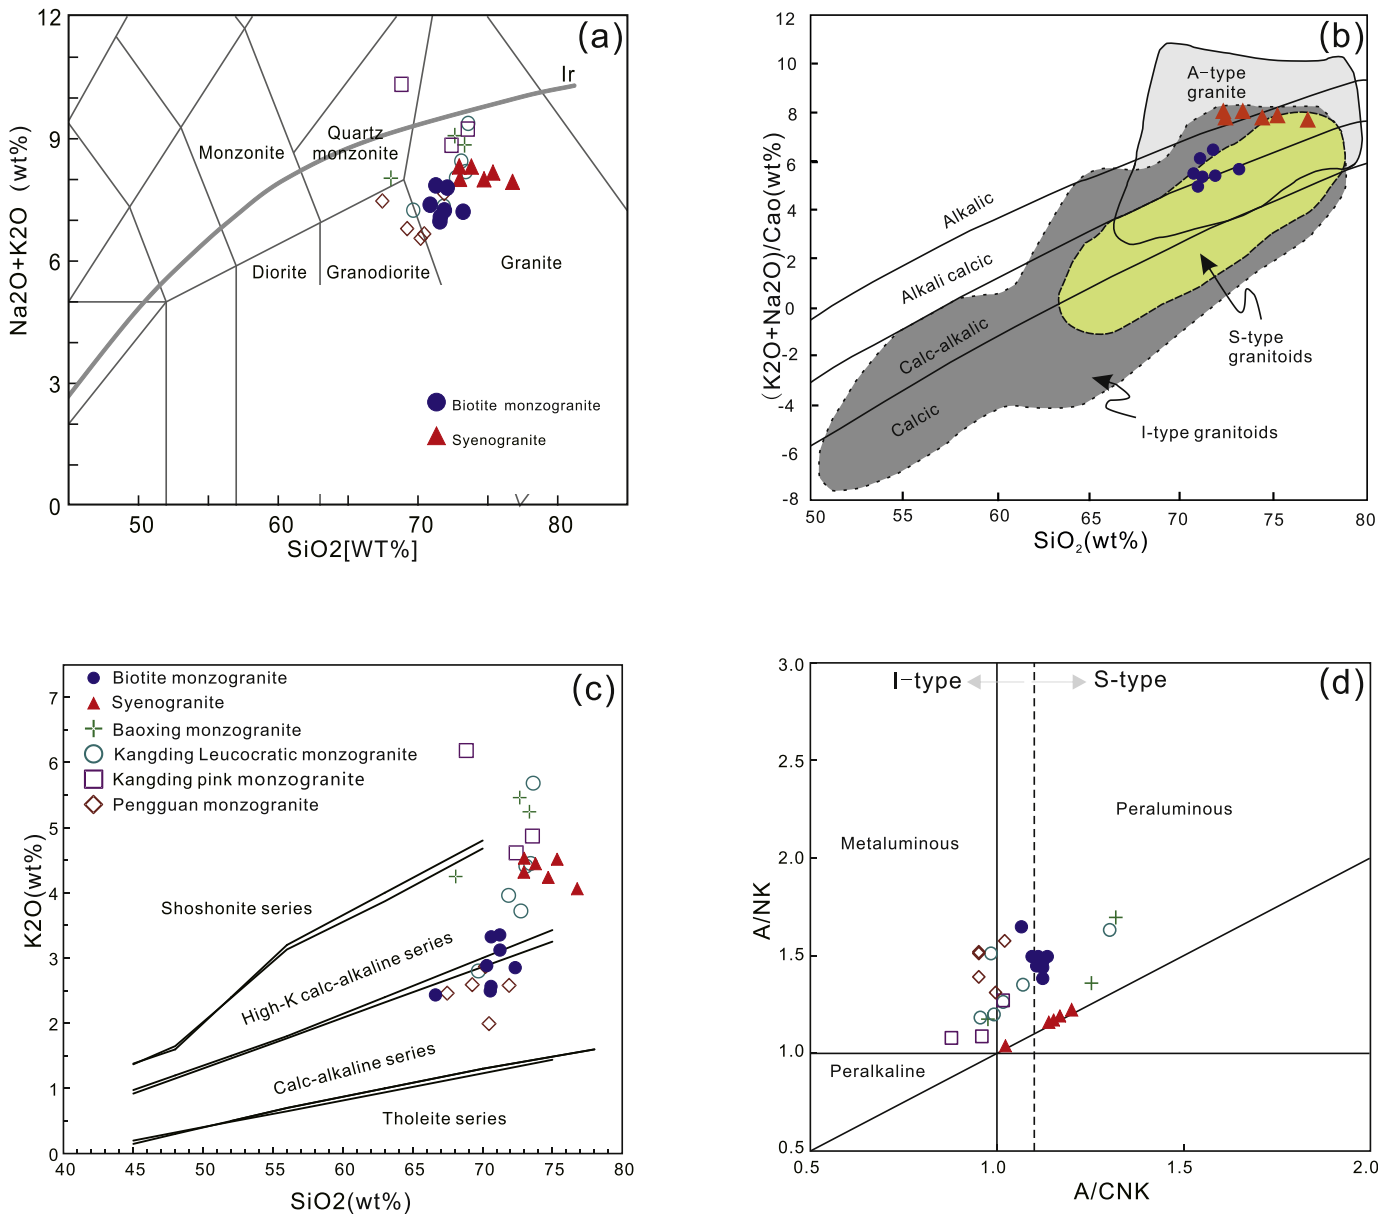 (a)
12
9
6
3
0
Na2O+K2O (wt%)
Ir
Quartz
monzonite
Monzonite
Diorite
Granodiorite
Granite
Biotite monzogranite
Syenogranite
50
60
70
80
SiO2[WT%]
(b)
12
10
8
6
4
2
0
-2
-4
-6
-8
(K2O+Na2O)/Cao(wt%)
A-type
granite
Alkalic
Alkali calcic
Calc-alkalic
Calcic
S-type
granitoids
I-type granitoids
50
55
60
65
70
75
80
SiO2(wt%)
(c)
Biotite monzogranite
Syenogranite
Baoxing monzogranite
Kangding Leucocratic monzogranite
Kangding pink monzogranite
Pengguan monzogranite
7
6
5
4
3
2
1
0
K2O(wt%)
Shoshonite series
High-K calc-alkaline series
Calc-alkaline series
Tholeite series
40
50
60
70
80
SiO2(wt%)
(d)
I-type
S-type
3.0
2.5
2.0
1.5
1.0
0.5
A/NK
Metaluminous
Peraluminous
Peralkaline
0.5
1.0
1.5
2.0
A/CNK